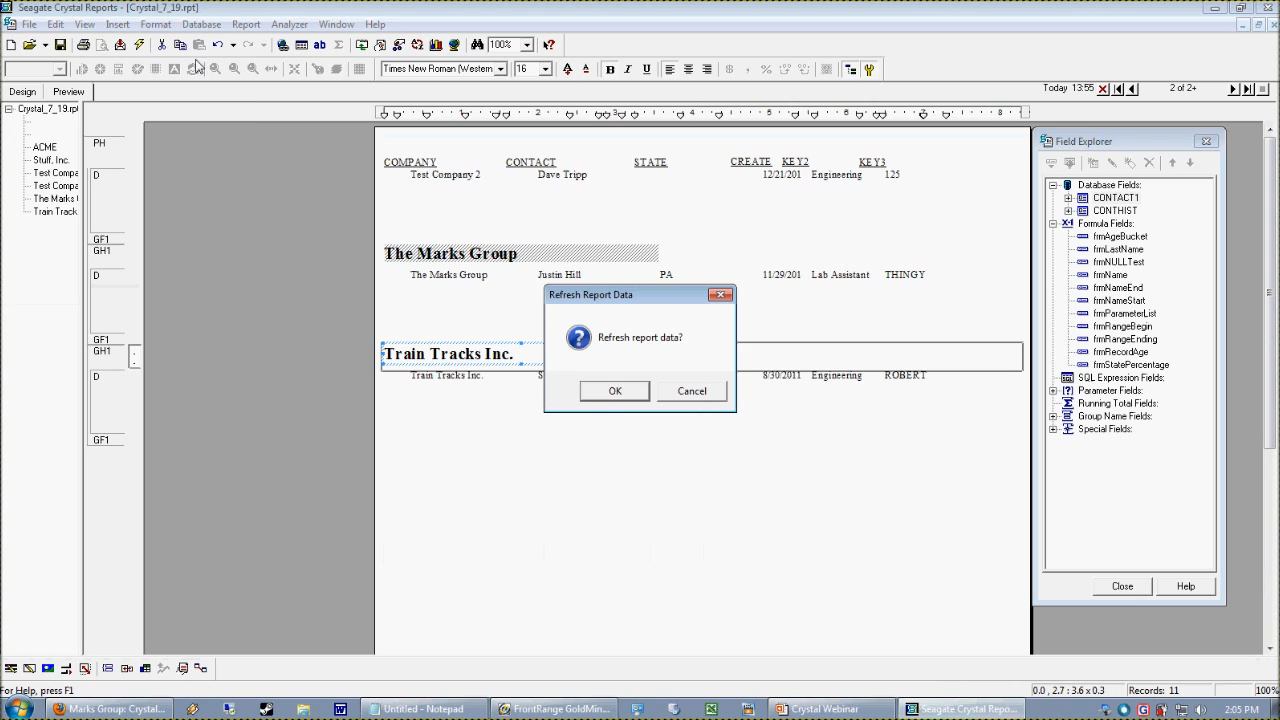 Seagate Crystal Reports - [Crystal_7_19.rpt]
File Edit View Insert Format Database Report Analyzer Window Help
100%
Times New Roman (Western 16 B I U
Design Preview
Today 13:55 2 of 2+
Crystal_7_19.rpt
ACME
Stuff, Inc.
Test Compa
Test Compa
The Marks
Train Track
PH
D
GF1
GH1
D
GF1
GH1
D
GF1
1 2 3 4 5 6 7 8
COMPANY CONTACT STATE CREATE KEY2 KEY3
Test Company 2 Dave Tripp 12/21/201 Engineering 125
The Marks Group
The Marks Group Justin Hill PA 11/29/201 Lab Assistant THINGY
Train Tracks Inc.
Train Tracks Inc. S 8/30/2011 Engineering ROBERT
Refresh Report Data
Refresh report data?
OK Cancel
Field Explorer
Database Fields:
CONTACT1
CONTHIST
Formula Fields:
frmAgeBucket
frmLastName
frmNULLTest
frmName
frmNameEnd
frmNameStart
frmParameterList
frmRangeBegin
frmRangeEnding
frmRecordAge
frmStatePercentage
SQL Expression Fields:
Parameter Fields:
Running Total Fields:
Group Name Fields:
Special Fields:
Close Help
For Help, press F1
0.0 , 2.7 : 3.6 x 0.3 Records: 11 100%
Marks Group: Crystal... Untitled - Notepad FrontRange GoldMin... Crystal Webinar Seagate Crystal Repo... 2:05 PM